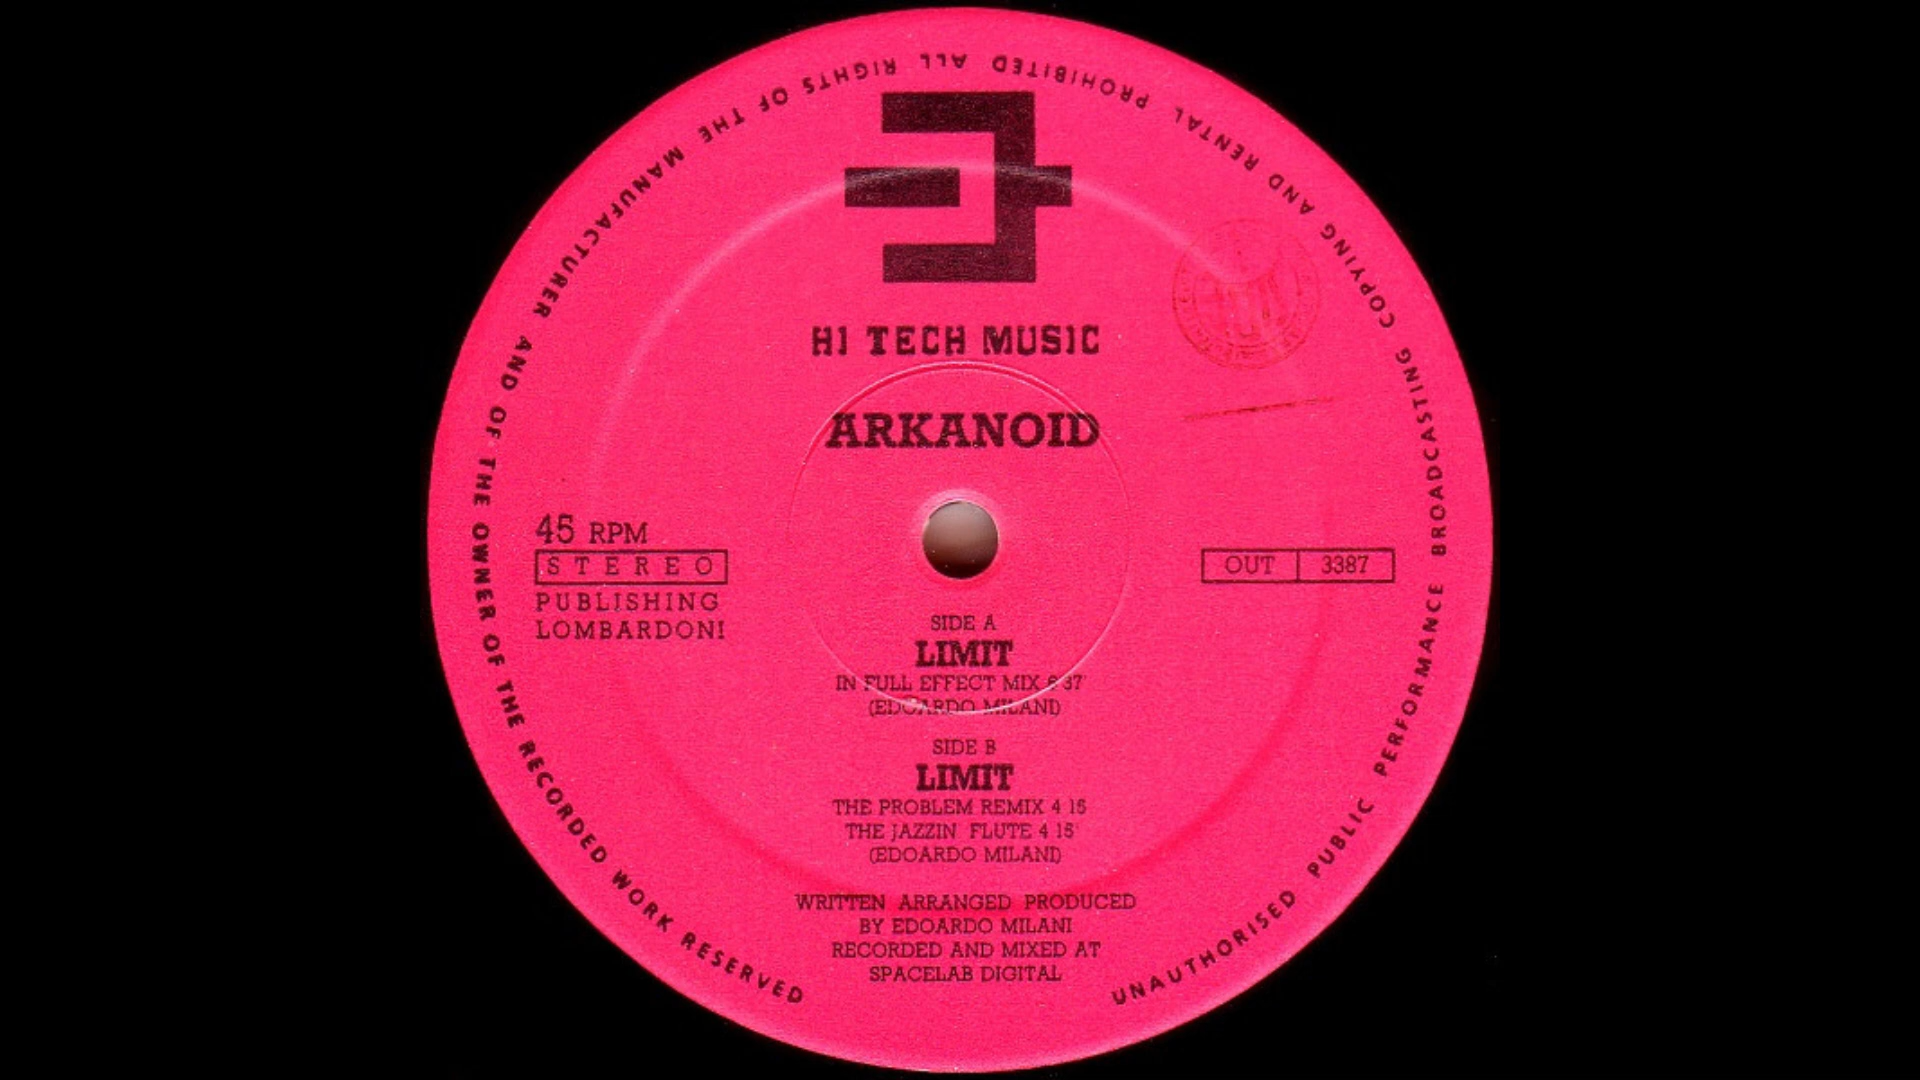 UNAUTHORISED PUBLIC PERFORMANCE BROADCASTING COPYING AND RENTAL PROHIBITED ALL RIGHTS OF THE MANUFACTURER AND OF THE OWNER OF THE RECORDED WORK RESERVED
HI TECH MUSIC
ARKANOID
45 RPM
STEREO
PUBLISHING
LOMBARDONI
OUT 3387
SIDE A
LIMIT
IN FULL EFFECT MIX 6 37'
(EDOARDO MILANI)
SIDE B
LIMIT
THE PROBLEM REMIX 4 15
THE JAZZIN' FLUTE 4 15'
(EDOARDO MILANI)
WRITTEN ARRANGED PRODUCED
BY EDOARDO MILANI
RECORDED AND MIXED AT
SPACELAB DIGITAL